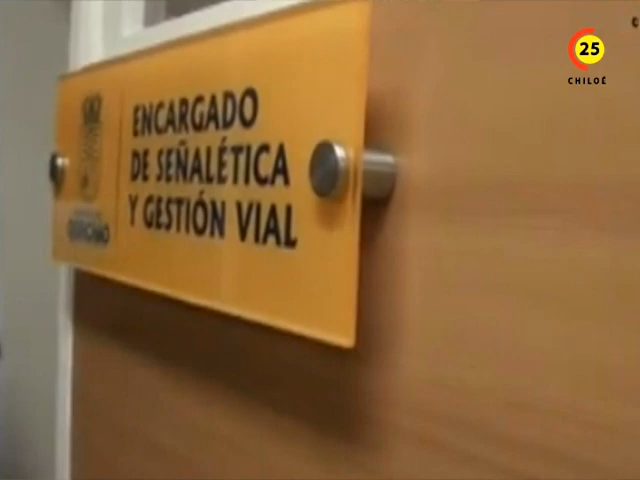 25
CHILOÉ
ENCARGADO
DE SEÑALÉTICA
Y GESTIÓN VIAL